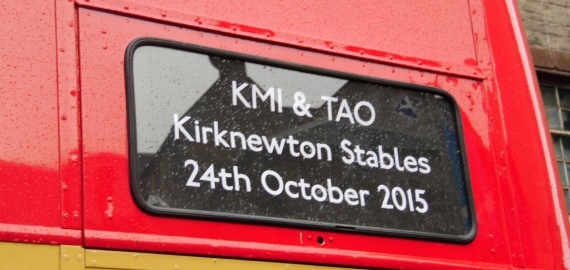 KMI & TAO
Kirknewton Stables
24th October 2015